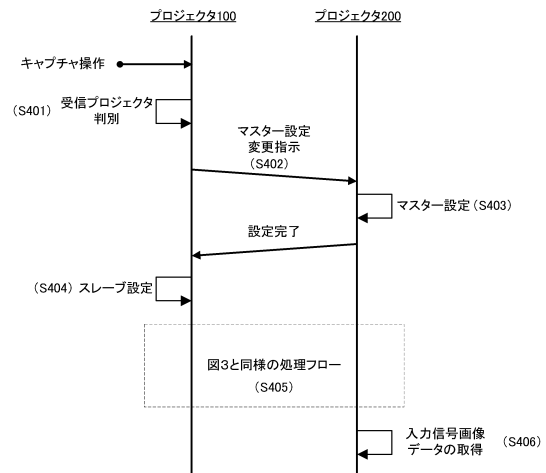 プロジェクタ100
プロジェクタ200
キャプチャ操作
(S401)
受信プロジェクタ
判別
マスター設定
変更指示
(S402)
マスター設定(S403)
設定完了
(S404) スレーブ設定
図3と同様の処理フロー
(S405)
入力信号画像
データの取得
(S406)